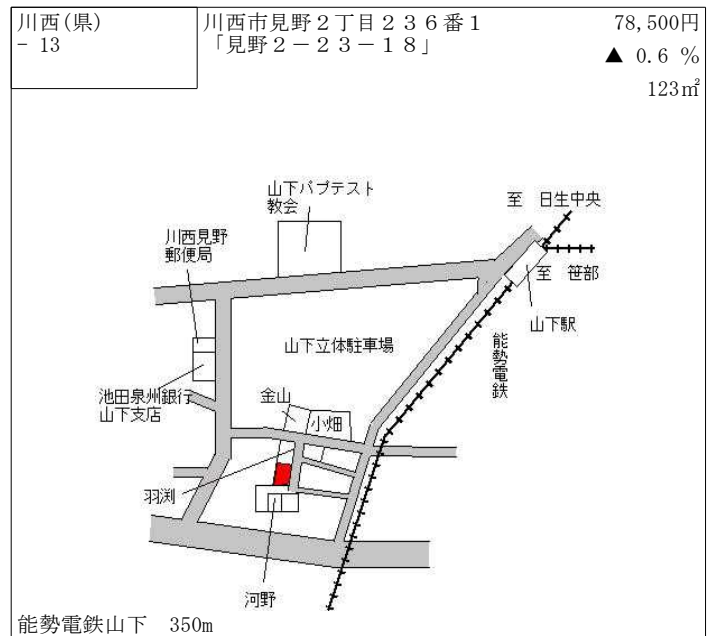 川西(県)
- 13
川西市見野２丁目２３６番１
「見野２－２３－１８」
78,500円
▲ 0.6 %
123㎡
山下バプテスト
教会
至 日生中央
川西見野
郵便局
至 笹部
山下駅
能勢電鉄
山下立体駐車場
池田泉州銀行
山下支店
金山
小畑
羽渕
河野
能勢電鉄山下 350m